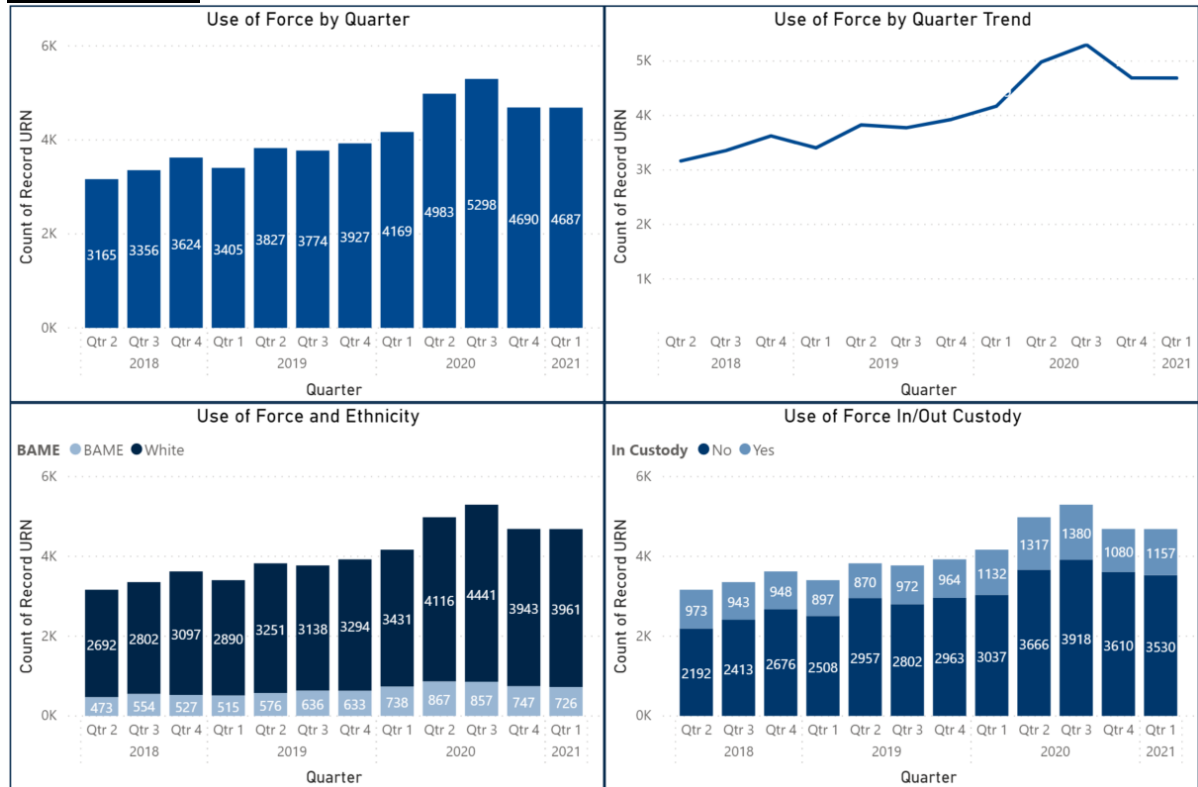 Use of Force by Quarter
Count of Record URN
6K
4K
2K
0K
3165 3356 3624 3405 3827 3774 3927 4169 4983 5298 4690 4687
Qtr 2 Qtr 3 Qtr 4 Qtr 1 Qtr 2 Qtr 3 Qtr 4 Qtr 1 Qtr 2 Qtr 3 Qtr 4 Qtr 1
2018 2019 2020 2021
Quarter
Use of Force by Quarter Trend
Count of Record URN
5K
4K
3K
2K
1K
Qtr 2 Qtr 3 Qtr 4 Qtr 1 Qtr 2 Qtr 3 Qtr 4 Qtr 1 Qtr 2 Qtr 3 Qtr 4 Qtr 1
2018 2019 2020 2021
Quarter
Use of Force and Ethnicity
BAME BAME White
Count of Record URN
6K
4K
2K
0K
2692 2802 3097 2890 3251 3138 3294 3431 4116 4441 3943 3961
473 554 527 515 576 636 633 738 867 857 747 726
Qtr 2 Qtr 3 Qtr 4 Qtr 1 Qtr 2 Qtr 3 Qtr 4 Qtr 1 Qtr 2 Qtr 3 Qtr 4 Qtr 1
2018 2019 2020 2021
Quarter
Use of Force In/Out Custody
In Custody No Yes
Count of Record URN
6K
4K
2K
0K
973 943 948 897 870 972 964 1132 1317 1380 1080 1157
2192 2413 2676 2508 2957 2802 2963 3037 3666 3918 3610 3530
Qtr 2 Qtr 3 Qtr 4 Qtr 1 Qtr 2 Qtr 3 Qtr 4 Qtr 1 Qtr 2 Qtr 3 Qtr 4 Qtr 1
2018 2019 2020 2021
Quarter